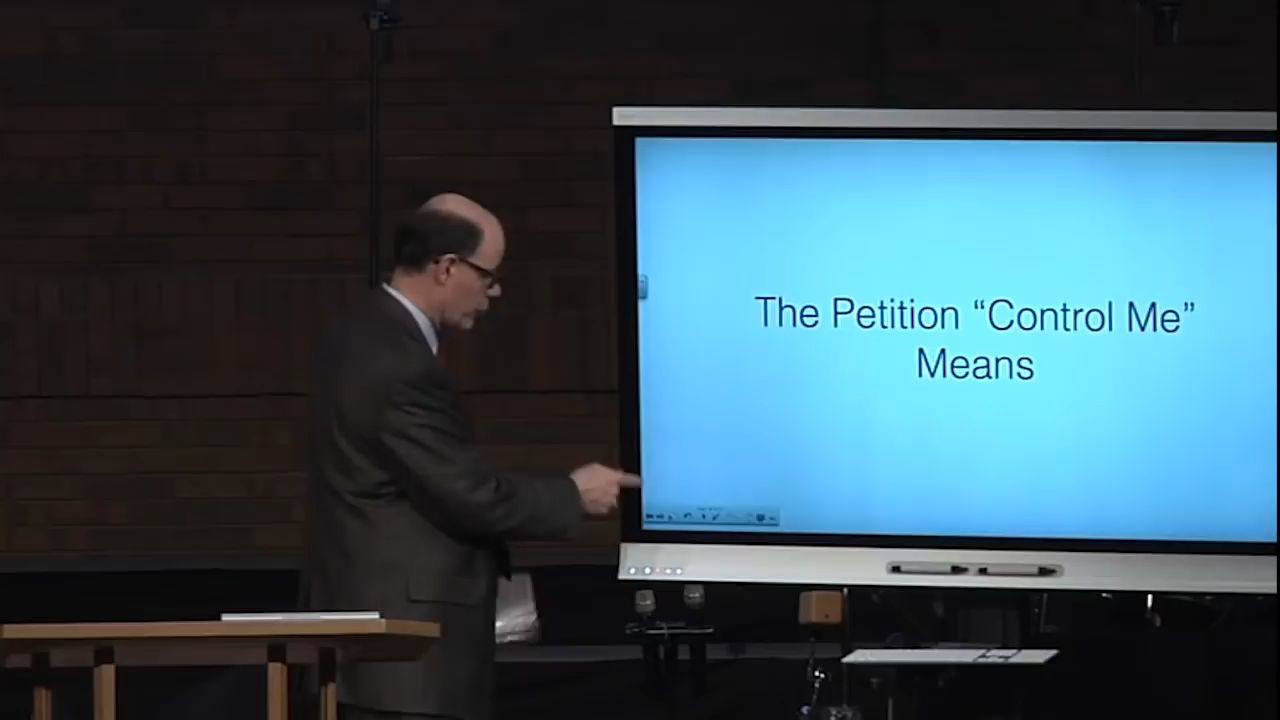 The Petition “Control Me”
Means